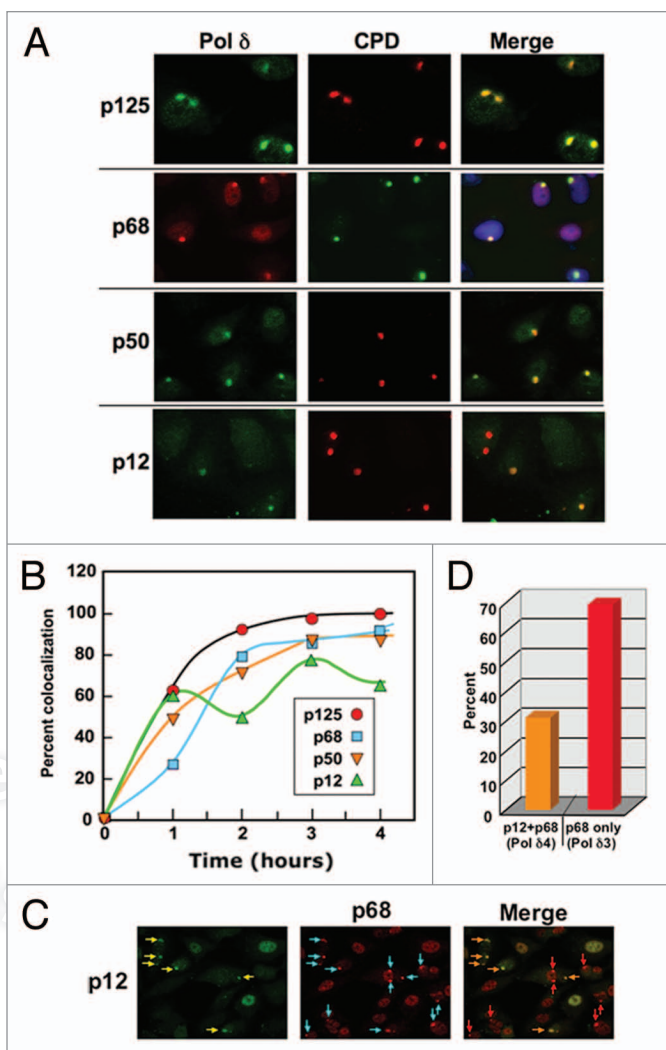 A
Pol δ CPD Merge
p125
p68
p50
p12
B
120
100
80
60
40
20
0
Percent colocalization
p125
p68
p50
p12
0 1 2 3 4
Time (hours)
D
70
60
50
40
30
20
10
0
Percent
p12+p68 p68 only
(Pol δ4) (Pol δ3)
C
p68 Merge
p12